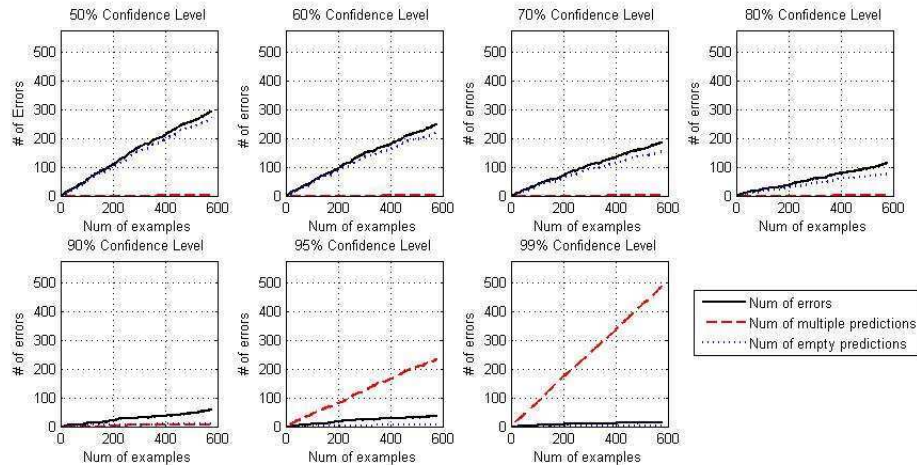 50% Confidence Level
60% Confidence Level
70% Confidence Level
80% Confidence Level
# of Errors
500
400
300
200
100
0
0 200 400 600
Num of examples
# of errors
500
400
300
200
100
0
0 200 400 600
Num of examples
# of errors
500
400
300
200
100
0
0 200 400 600
Num of examples
# of errors
500
400
300
200
100
0
0 200 400 600
Num of examples
90% Confidence Level
95% Confidence Level
99% Confidence Level
# of errors
500
400
300
200
100
0
0 200 400 600
Num of examples
# of errors
500
400
300
200
100
0
0 200 400 600
Num of examples
# of errors
500
400
300
200
100
0
0 200 400 600
Num of examples
Num of errors
Num of multiple predictions
Num of empty predictions